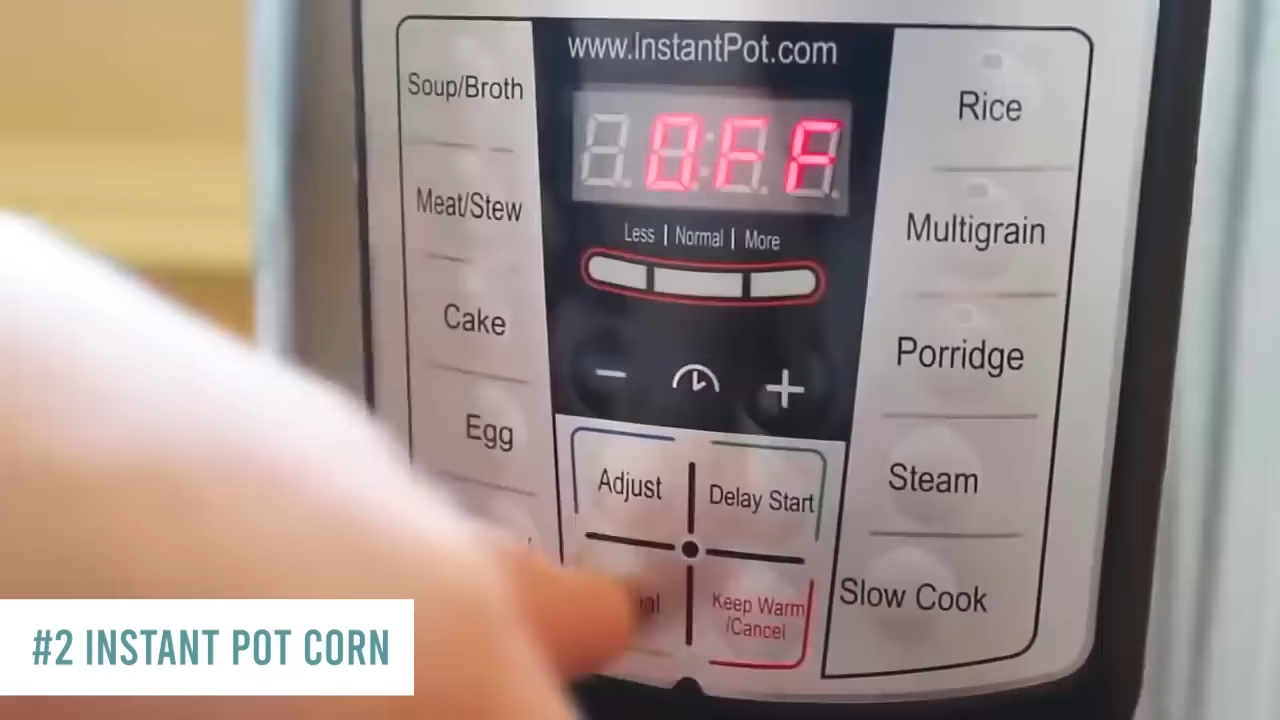 www.InstantPot.com
OFF
Less | Normal | More
Soup/Broth
Meat/Stew
Cake
Egg
Rice
Multigrain
Porridge
Steam
Slow Cook
Adjust
Delay Start
Keep Warm
/Cancel
#2 INSTANT POT CORN